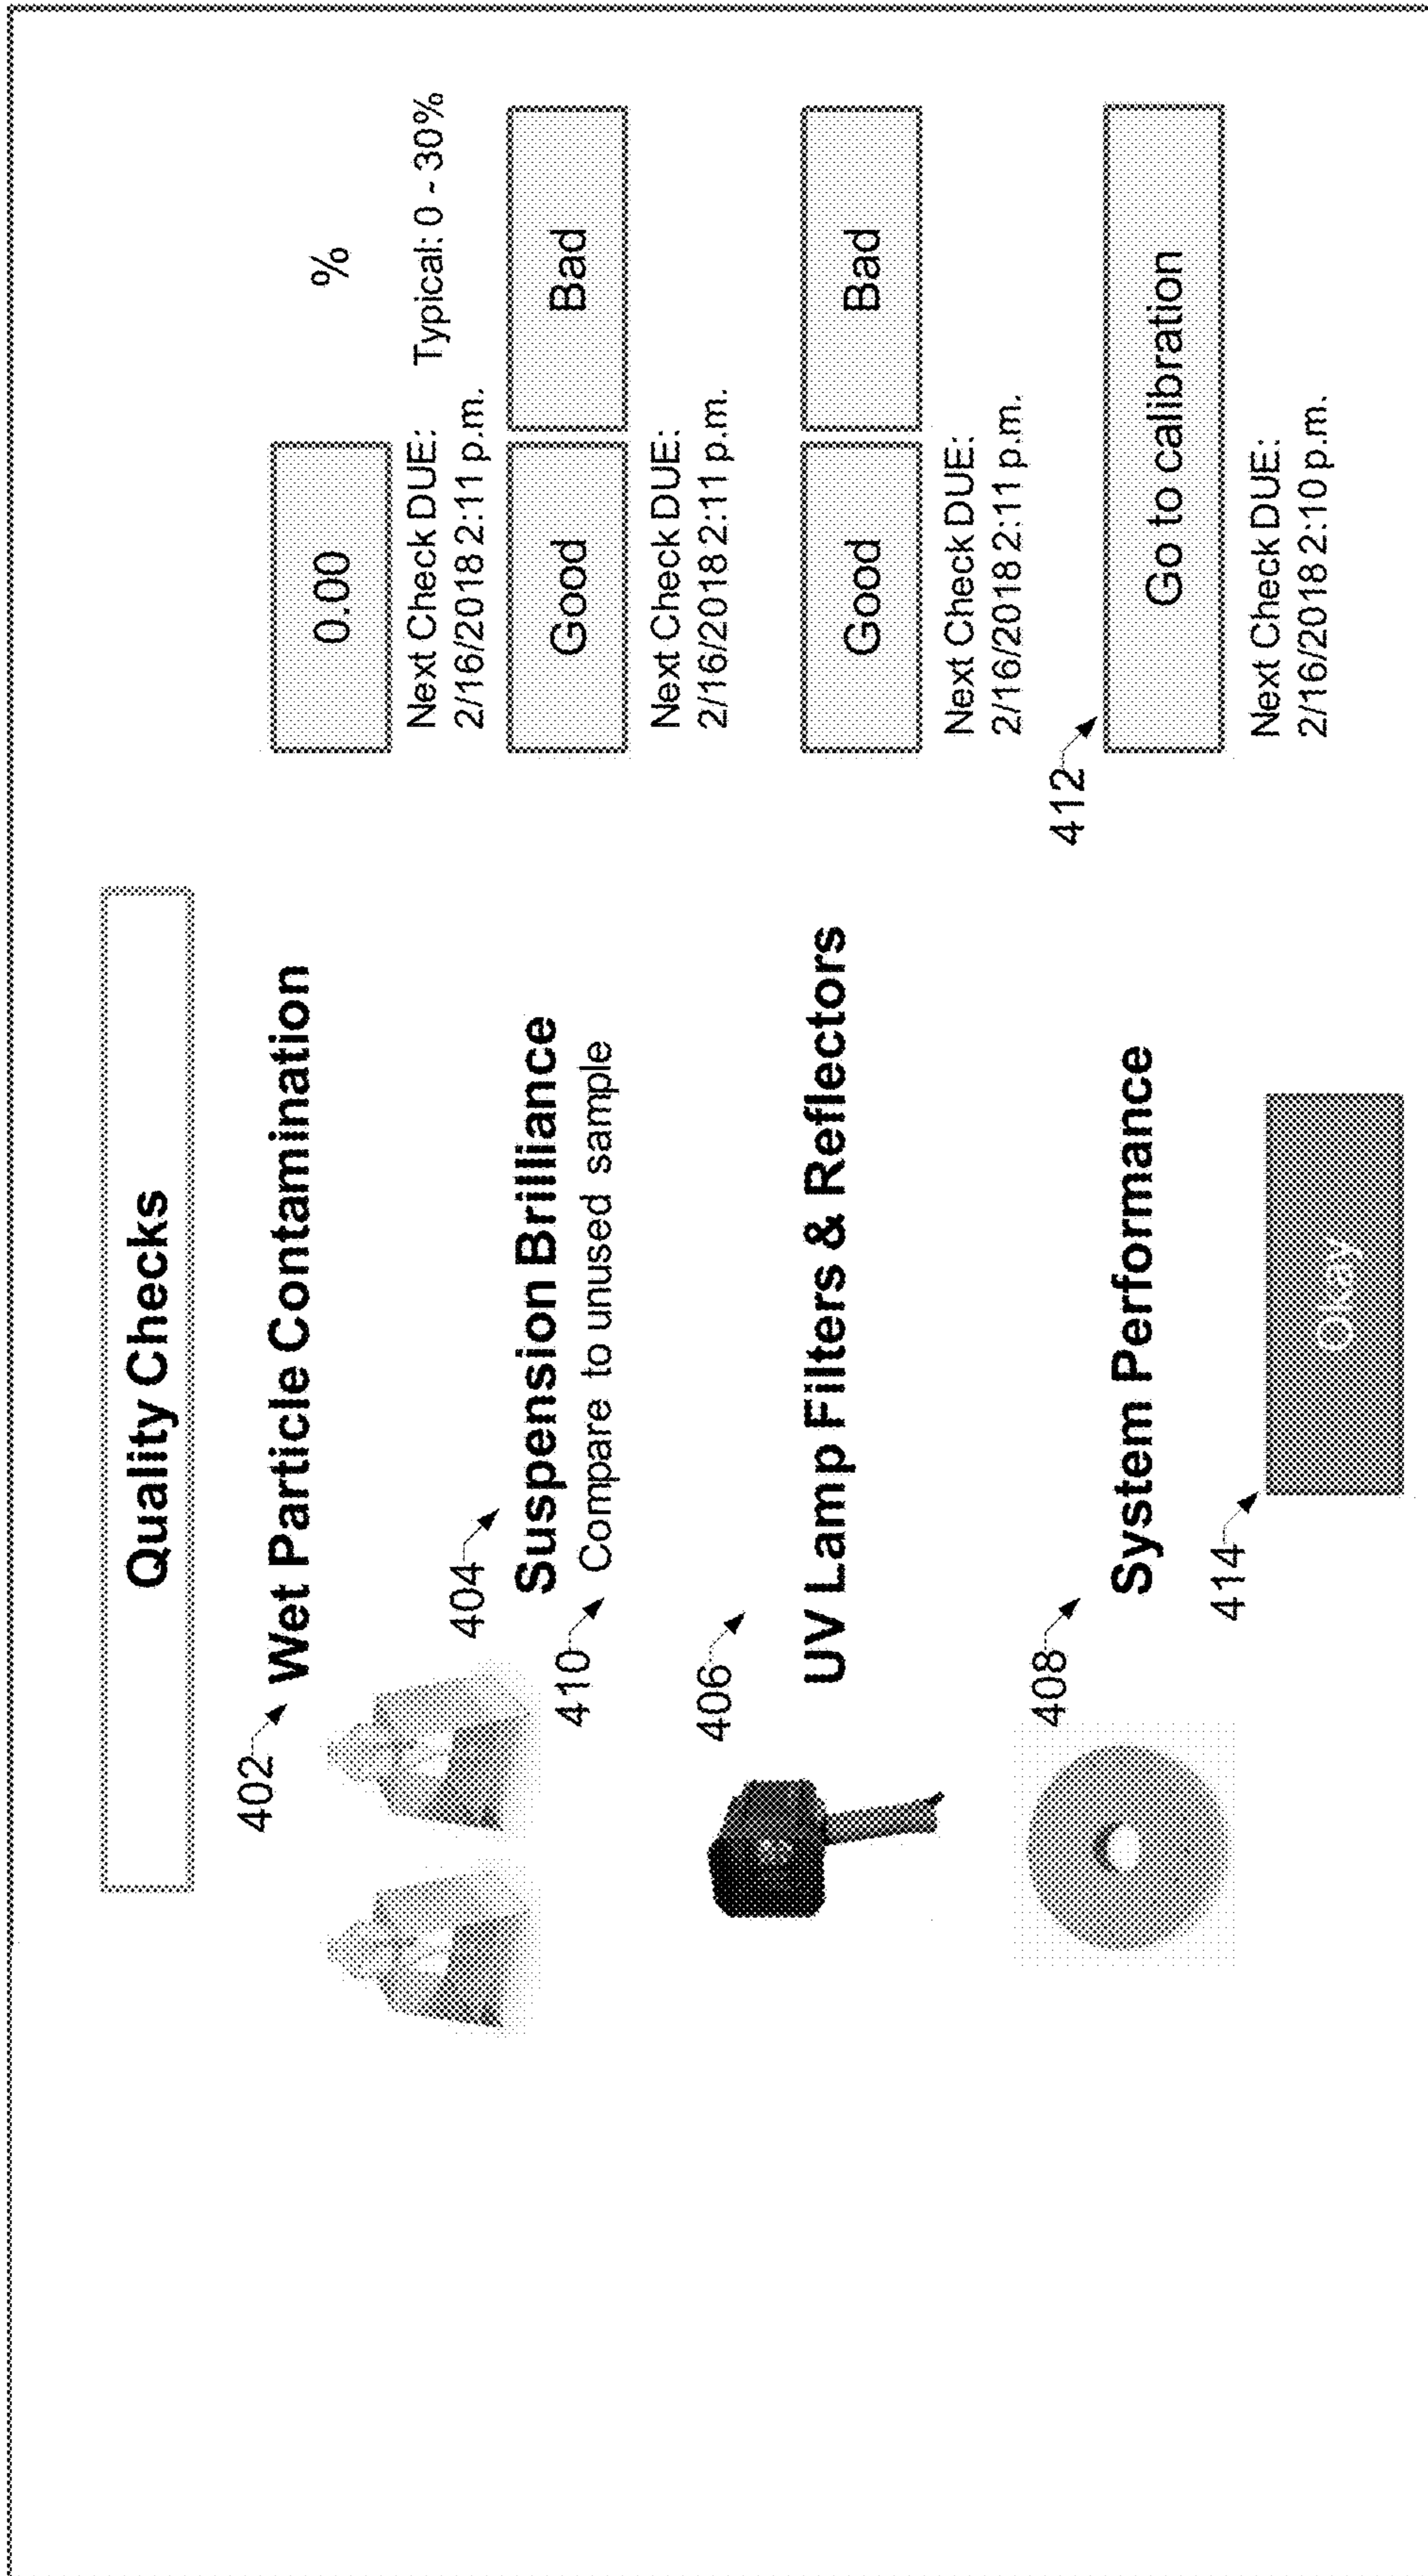 Quality Checks
402
Wet Particle Contamination
0.00
%
Next Check DUE:
2/16/2018 2:11 p.m.
Typical: 0 - 30%
404
Suspension Brilliance
Good
Bad
410
Compare to unused sample
Next Check DUE:
2/16/2018 2:11 p.m.
406
UV Lamp Filters & Reflectors
Good
Bad
Next Check DUE:
2/16/2018 2:11 p.m.
408
System Performance
412
Go to calibration
Next Check DUE:
2/16/2018 2:10 p.m.
414
Okay